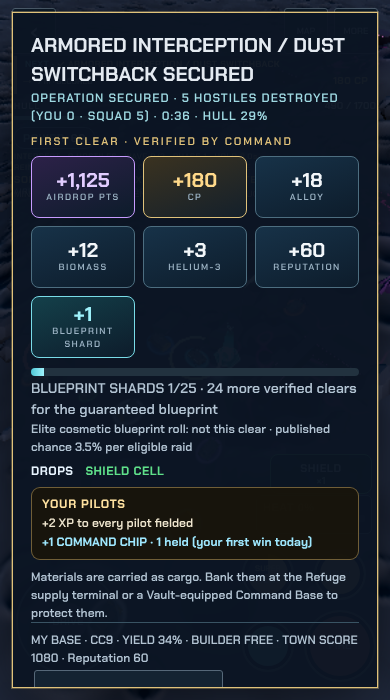 ARMORED INTERCEPTION / DUST
SWITCHBACK SECURED
OPERATION SECURED · 5 HOSTILES DESTROYED
(YOU 0 · SQUAD 5) · 0:36 · HULL 29%
FIRST CLEAR · VERIFIED BY COMMAND
+1,125
AIRDROP PTS
+180
CP
+18
ALLOY
+12
BIOMASS
+3
HELIUM-3
+60
REPUTATION
+1
BLUEPRINT
SHARD
BLUEPRINT SHARDS 1/25 · 24 more verified clears
for the guaranteed blueprint
Elite cosmetic blueprint roll: not this clear · published
chance 3.5% per eligible raid
DROPS SHIELD CELL
YOUR PILOTS
+2 XP to every pilot fielded
+1 COMMAND CHIP · 1 held (your first win today)
Materials are carried as cargo. Bank them at the Refuge
supply terminal or a Vault-equipped Command Base to
protect them.
MY BASE · CC9 · YIELD 34% · BUILDER FREE · TOWN SCORE
1080 · Reputation 60